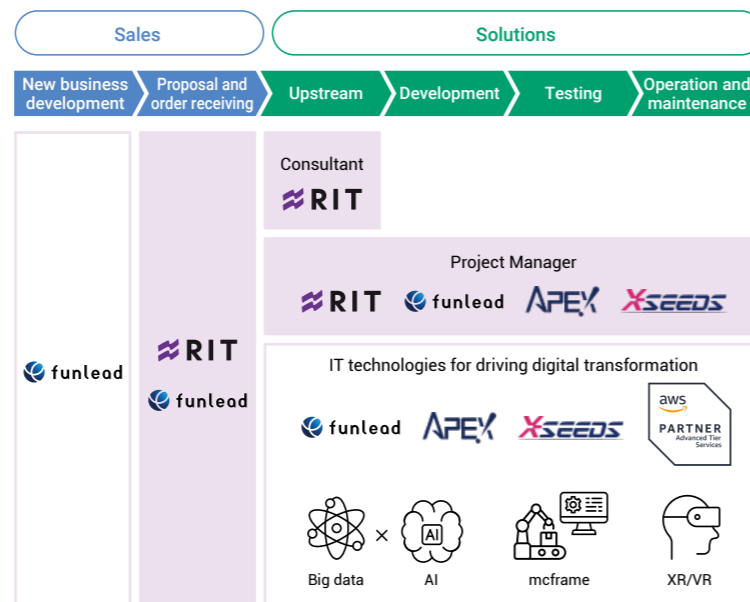 Sales
Solutions
New business
development
Proposal and
order receiving
Upstream
Development
Testing
Operation and
maintenance
Consultant
RIT
Project Manager
RIT
funlead
APEX
XSEEDS
funlead
RIT
funlead
IT technologies for driving digital transformation
funlead
APEX
XSEEDS
aws
PARTNER
Advanced Tier
Services
×
AI
Big data
AI
mcframe
XR/VR